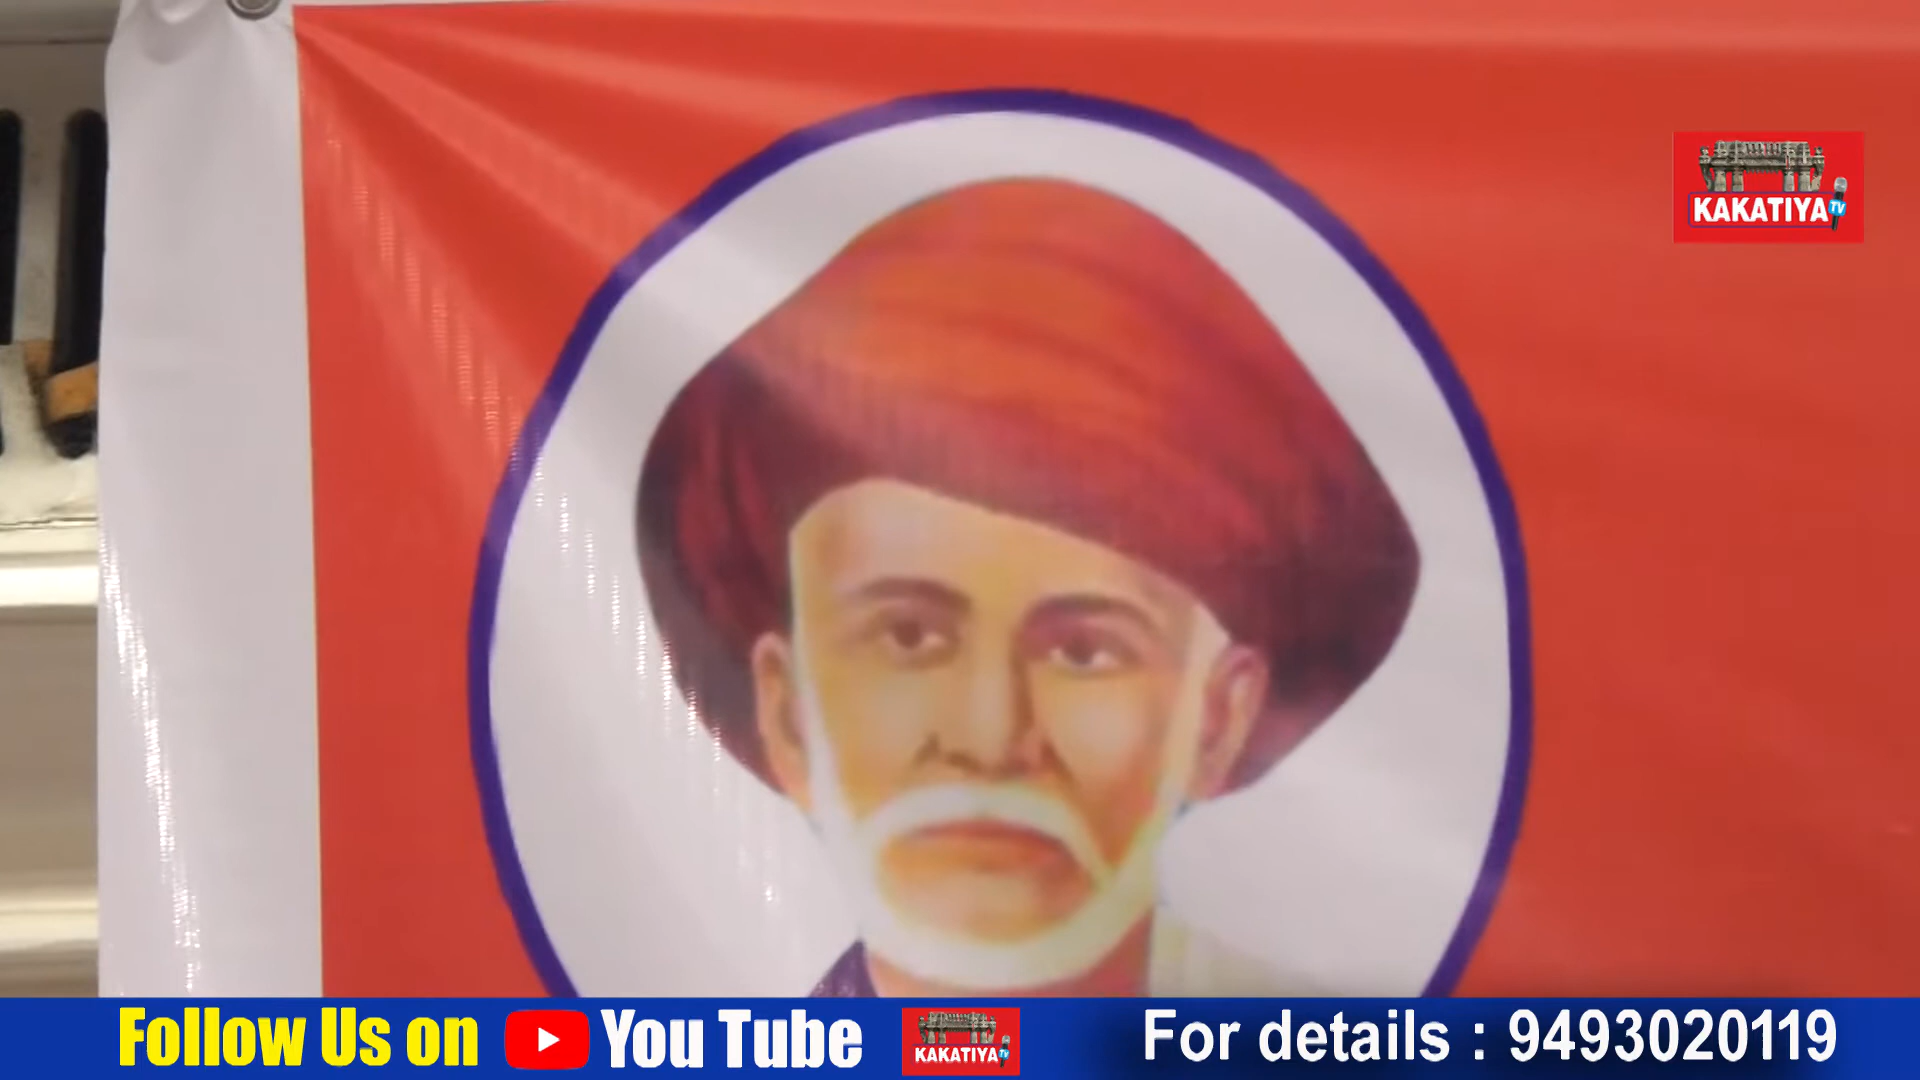 KAKATIYA TV
Follow Us on You Tube KAKATIYA TV For details : 9493020119